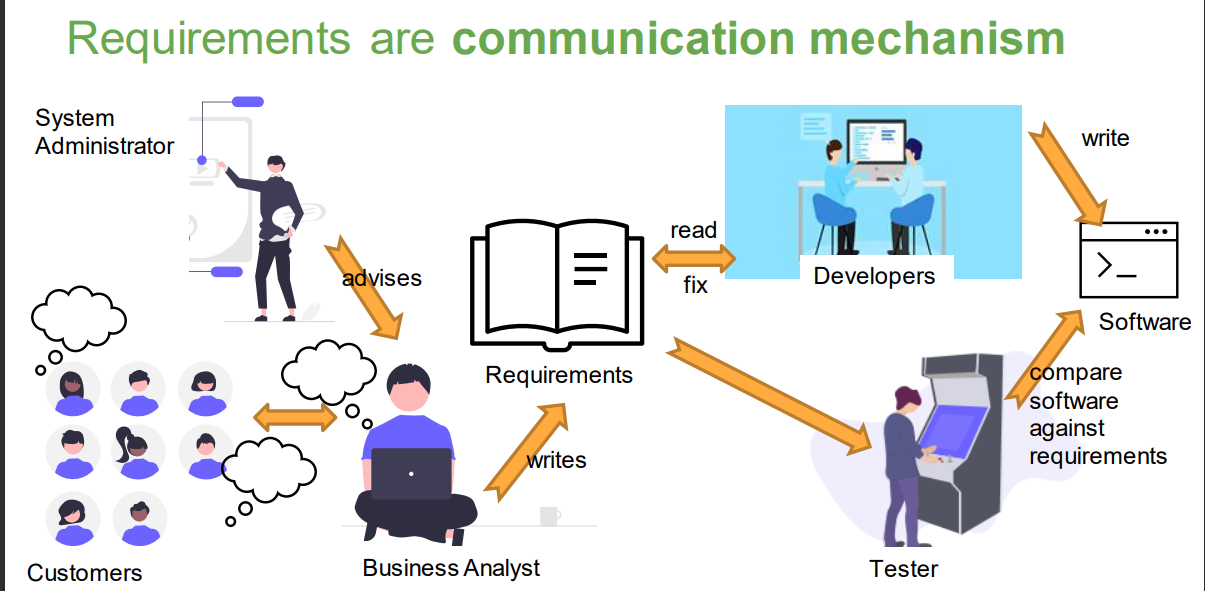 Requirements are communication mechanism
System
Administrator
advises
Customers
Business Analyst
writes
Requirements
read
fix
Developers
write
Software
compare
software
against
requirements
Tester